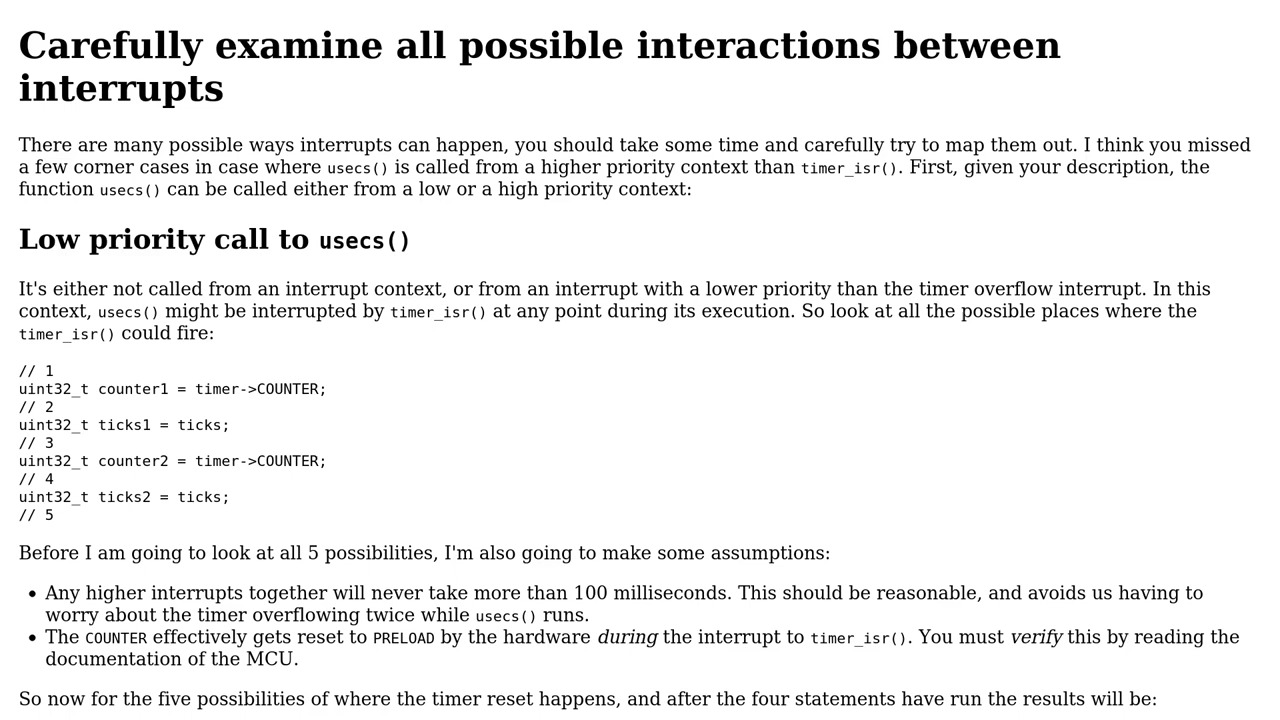 Carefully examine all possible interactions between
interrupts
There are many possible ways interrupts can happen, you should take some time and carefully try to map them out. I think you missed
a few corner cases in case where usecs() is called from a higher priority context than timer_isr(). First, given your description, the
function usecs() can be called either from a low or a high priority context:
Low priority call to usecs()
It's either not called from an interrupt context, or from an interrupt with a lower priority than the timer overflow interrupt. In this
context, usecs() might be interrupted by timer_isr() at any point during its execution. So look at all the possible places where the
timer_isr() could fire:
// 1
uint32_t counter1 = timer->COUNTER;
// 2
uint32_t ticks1 = ticks;
// 3
uint32_t counter2 = timer->COUNTER;
// 4
uint32_t ticks2 = ticks;
// 5
Before I am going to look at all 5 possibilities, I'm also going to make some assumptions:
• Any higher interrupts together will never take more than 100 milliseconds. This should be reasonable, and avoids us having to
worry about the timer overflowing twice while usecs() runs.
• The COUNTER effectively gets reset to PRELOAD by the hardware during the interrupt to timer_isr(). You must verify this by reading the
documentation of the MCU.
So now for the five possibilities of where the timer reset happens, and after the four statements have run the results will be: